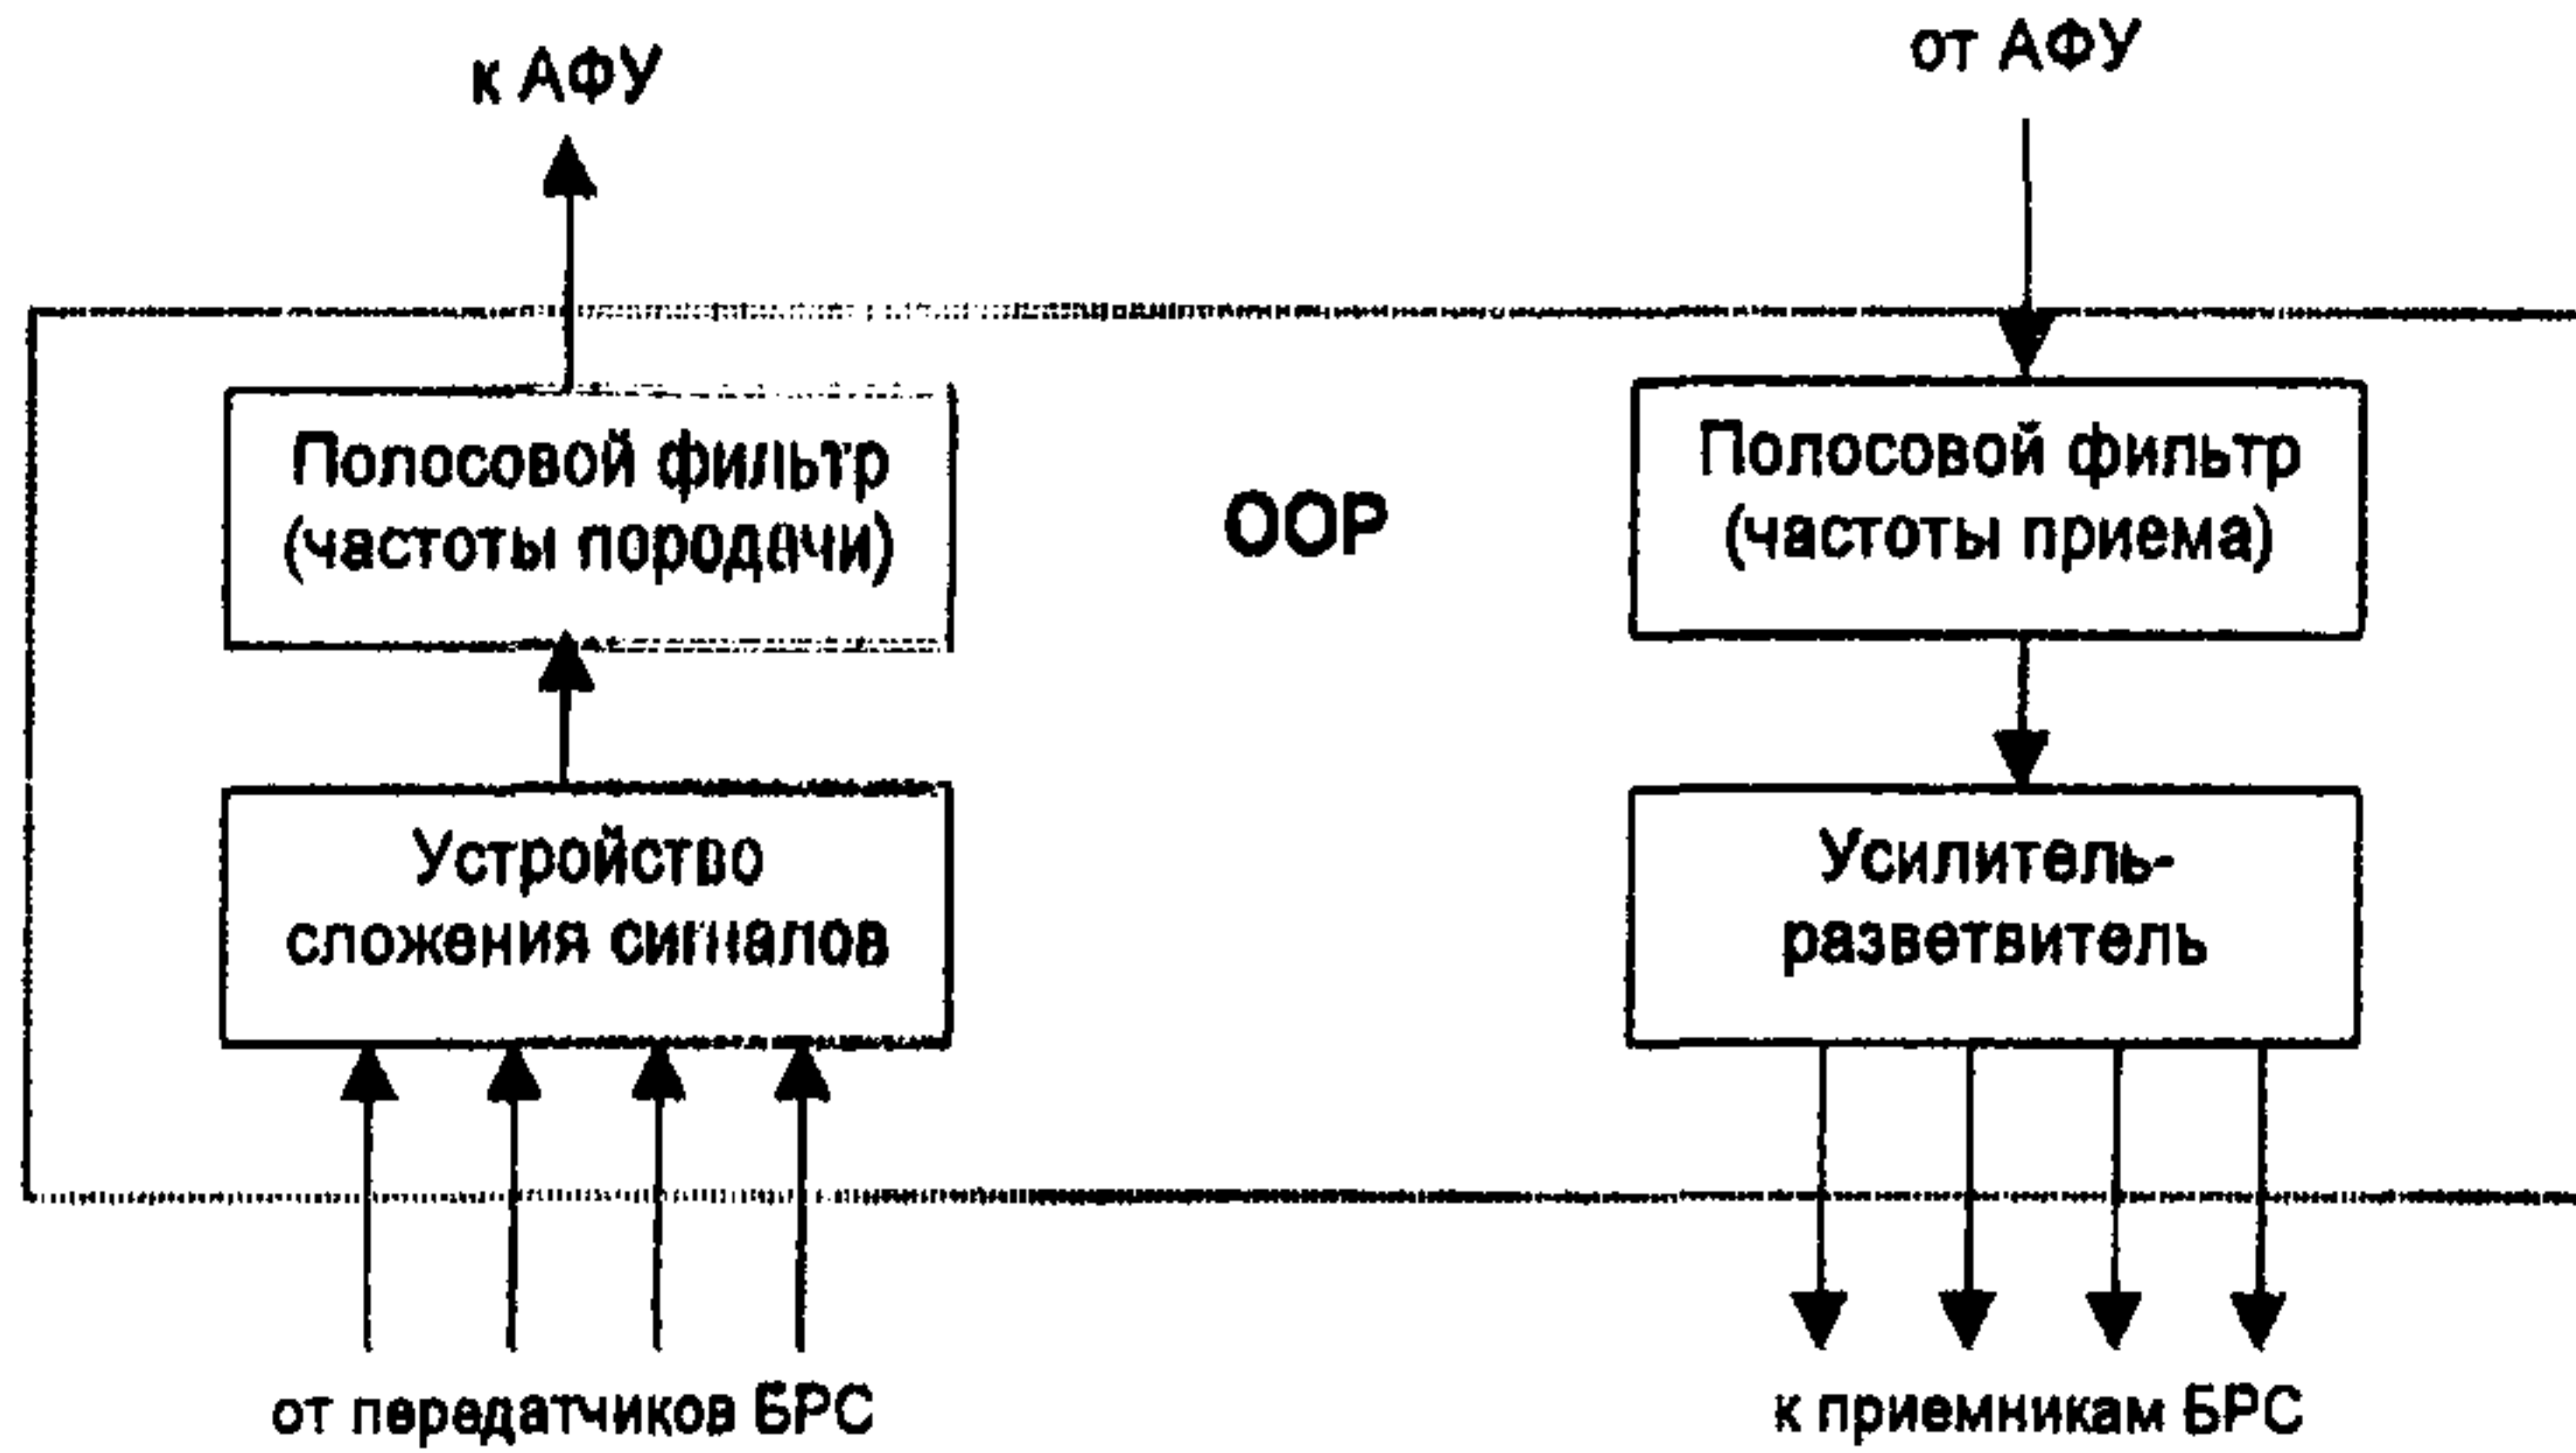 к АФУ
от АФУ
Полосовой фильтр
(частоты породачи)
ООР
Полосовой фильтр
(частоты приема)
Устройство
сложения сигналов
Усилитель-
разветвитель
от передатчиков БРС
к приемникам БРС